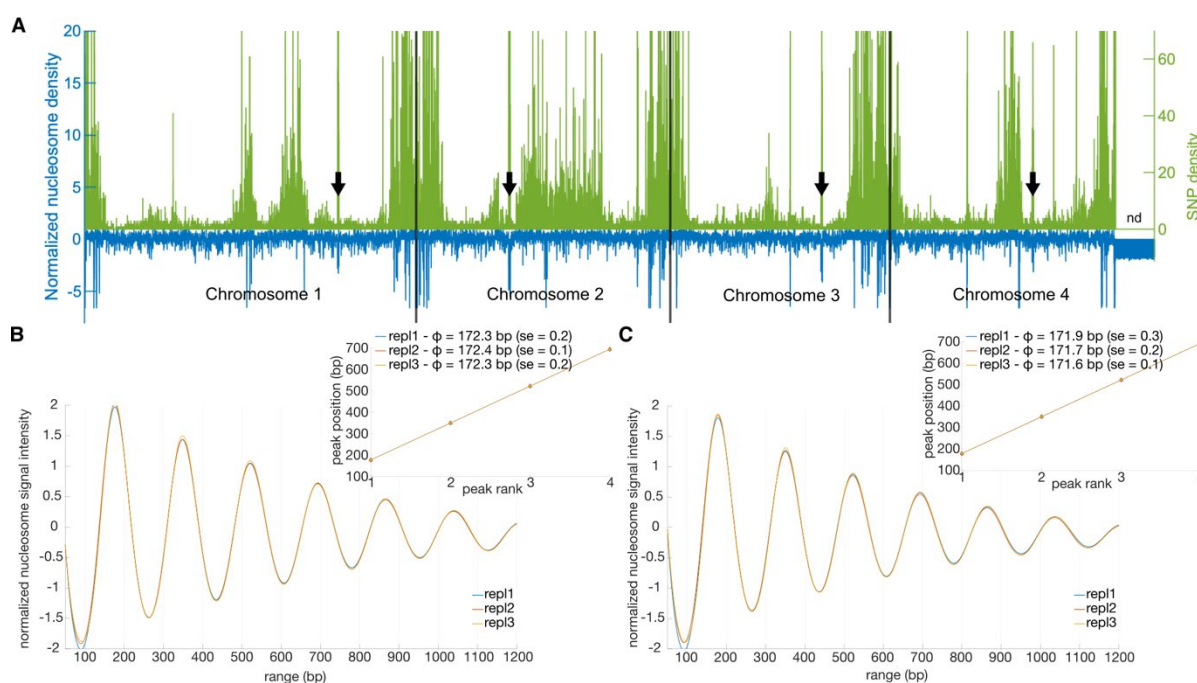 A
20
15
10
5
0
-5
Normalized nucleosome density
60
40
20
0
SNP density
nd
Chromosome 1
Chromosome 2
Chromosome 3
Chromosome 4
B
repl1 - ϕ = 172.3 bp (se = 0.2)
repl2 - ϕ = 172.4 bp (se = 0.1)
repl3 - ϕ = 172.3 bp (se = 0.2)
700
600
500
400
300
200
100
peak position (bp)
1 2 3 4
peak rank
2
1.5
1
0.5
0
-0.5
-1
-1.5
-2
normalized nucleosome signal intensity
repl1
repl2
repl3
100 200 300 400 500 600 700 800 900 1000 1100 1200
range (bp)
C
repl1 - ϕ = 171.9 bp (se = 0.3)
repl2 - ϕ = 171.7 bp (se = 0.2)
repl3 - ϕ = 171.6 bp (se = 0.1)
700
600
500
400
300
200
100
peak position (bp)
1 2 3
peak rank
2
1.5
1
0.5
0
-0.5
-1
-1.5
-2
normalized nucleosome signal intensity
repl1
repl2
repl3
100 200 300 400 500 600 700 800 900 1000 1100 1200
range (bp)